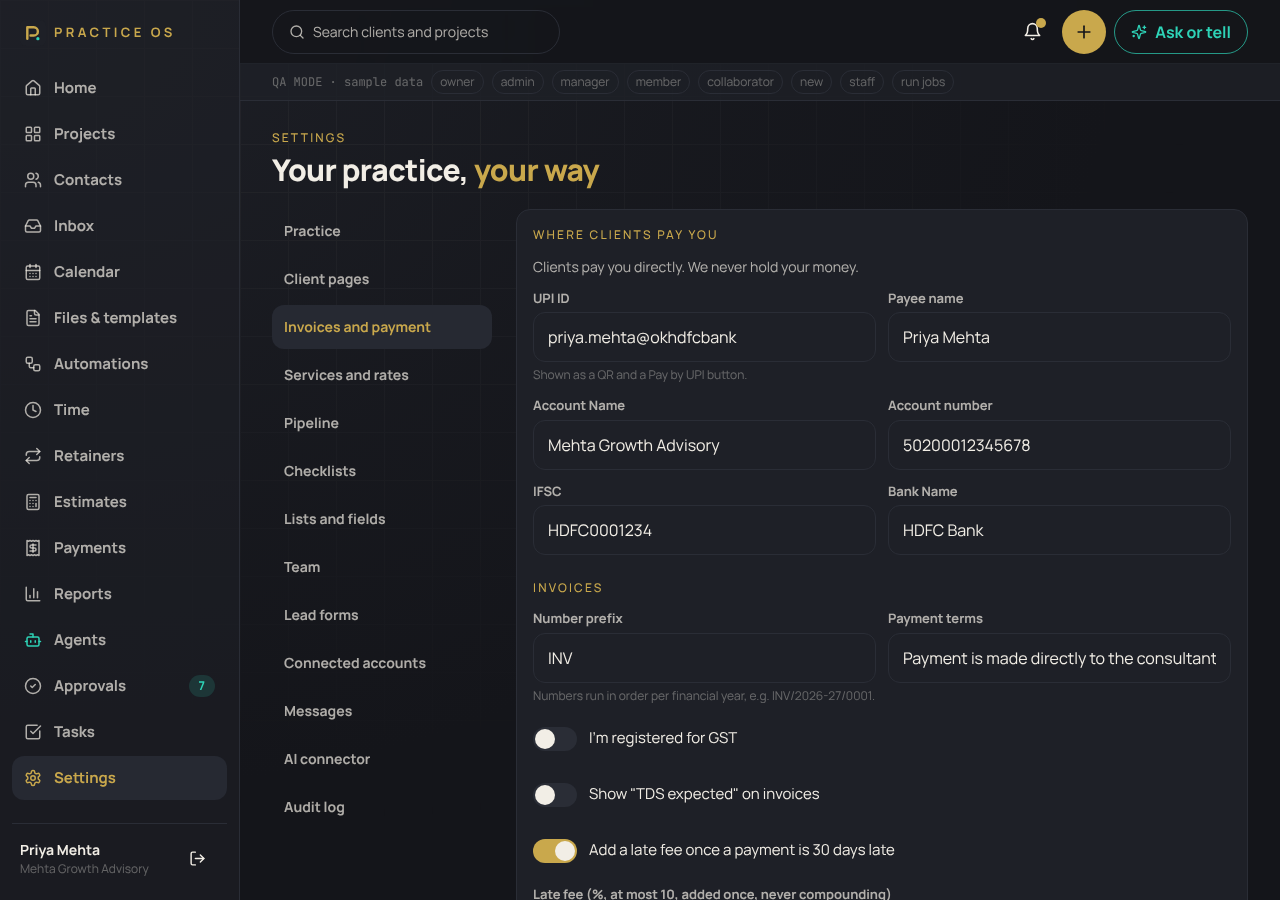 PRACTICE OS
Search clients and projects
Ask or tell
QA MODE · sample data owner admin manager member collaborator new staff run jobs
Home
Projects
Contacts
Inbox
Calendar
Files & templates
Automations
Time
Retainers
Estimates
Payments
Reports
Agents
Approvals 7
Tasks
Settings
Priya Mehta
Mehta Growth Advisory
SETTINGS
Your practice, your way
Practice
Client pages
Invoices and payment
Services and rates
Pipeline
Checklists
Lists and fields
Team
Lead forms
Connected accounts
Messages
AI connector
Audit log
WHERE CLIENTS PAY YOU
Clients pay you directly. We never hold your money.
UPI ID Payee name
priya.mehta@okhdfcbank Priya Mehta
Shown as a QR and a Pay by UPI button.
Account Name Account number
Mehta Growth Advisory 50200012345678
IFSC Bank Name
HDFC0001234 HDFC Bank
INVOICES
Number prefix Payment terms
INV Payment is made directly to the consultant
Numbers run in order per financial year, e.g. INV/2026-27/0001.
I'm registered for GST
Show "TDS expected" on invoices
Add a late fee once a payment is 30 days late
Late fee (%, at most 10, added once, never compounding)